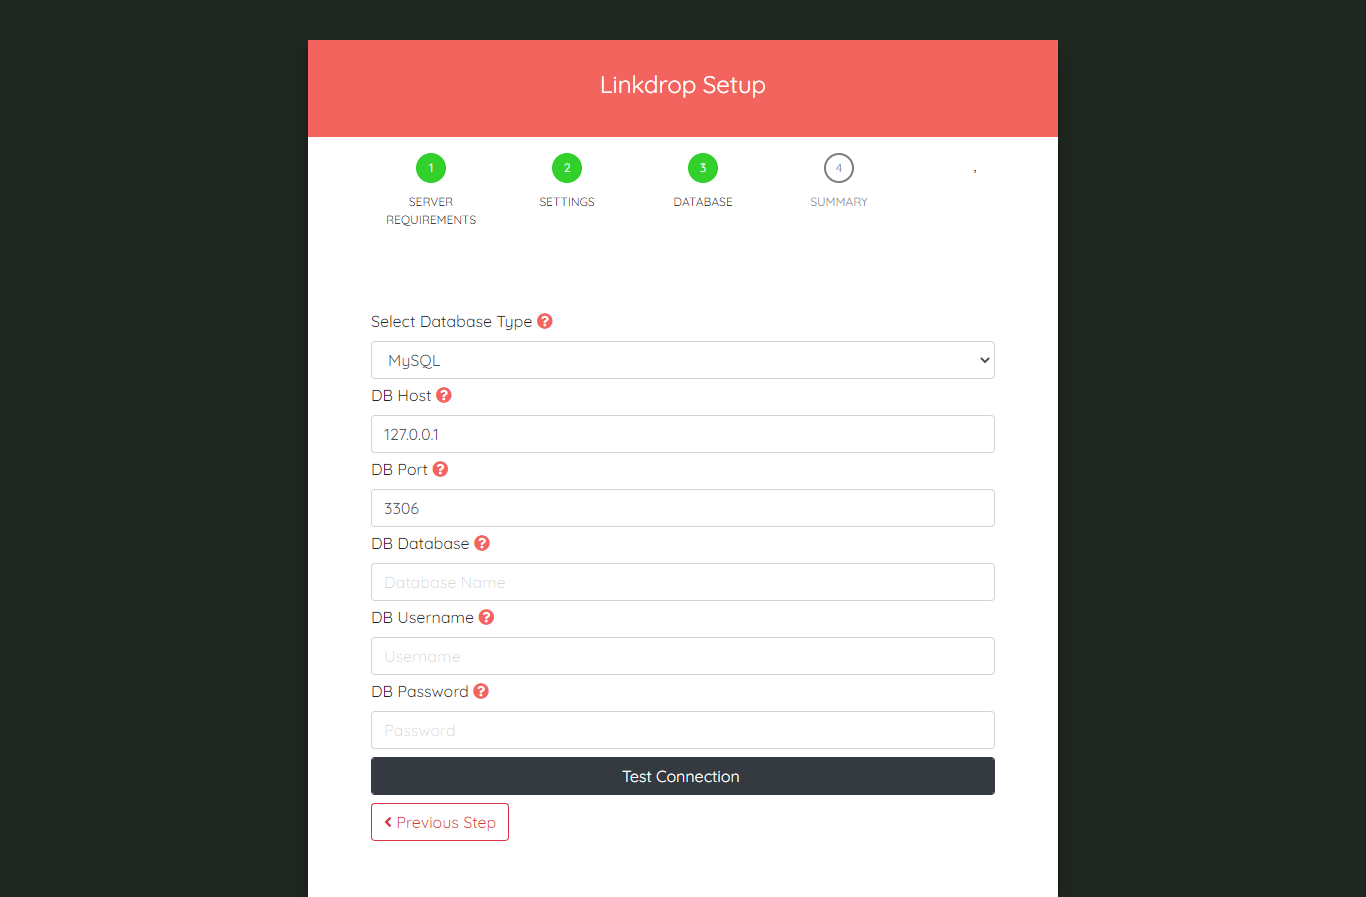 Linkdrop Setup
1 2 3 4 ,
SERVER REQUIREMENTS SETTINGS DATABASE SUMMARY
Select Database Type ?
MySQL
DB Host ?
127.0.0.1
DB Port ?
3306
DB Database ?
Database Name
DB Username ?
Username
DB Password ?
Password
Test Connection
Previous Step